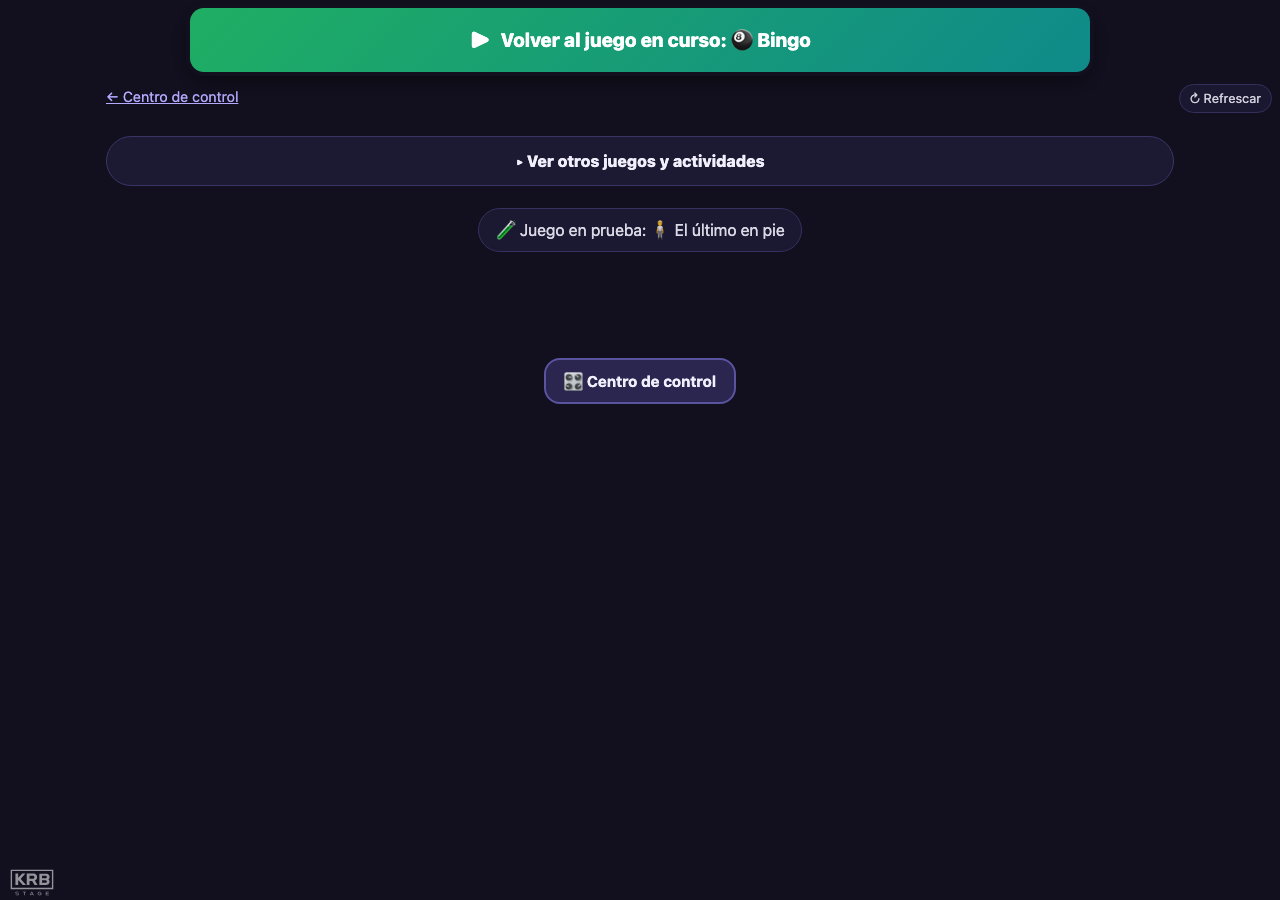 Volver al juego en curso: 🎱 Bingo
← Centro de control
↻ Refrescar
▸ Ver otros juegos y actividades
🧪 Juego en prueba: 🧍 El último en pie
🎛️ Centro de control
KRB
STAGE